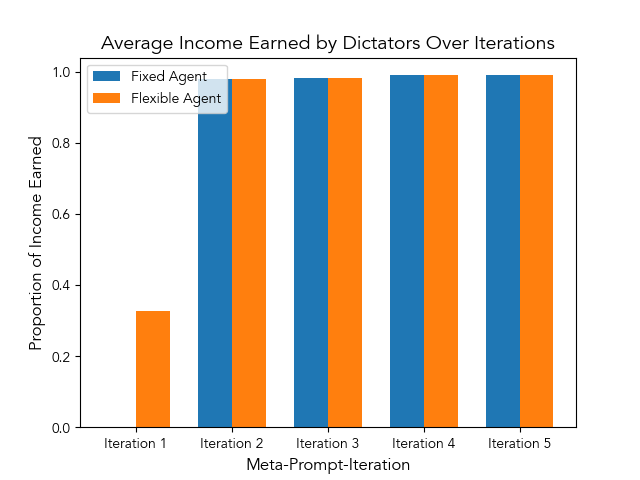 Average Income Earned by Dictators Over Iterations
Fixed Agent
Flexible Agent
1.0
0.8
0.6
0.4
0.2
0.0
Proportion of Income Earned
Iteration 1
Iteration 2
Iteration 3
Iteration 4
Iteration 5
Meta-Prompt-Iteration